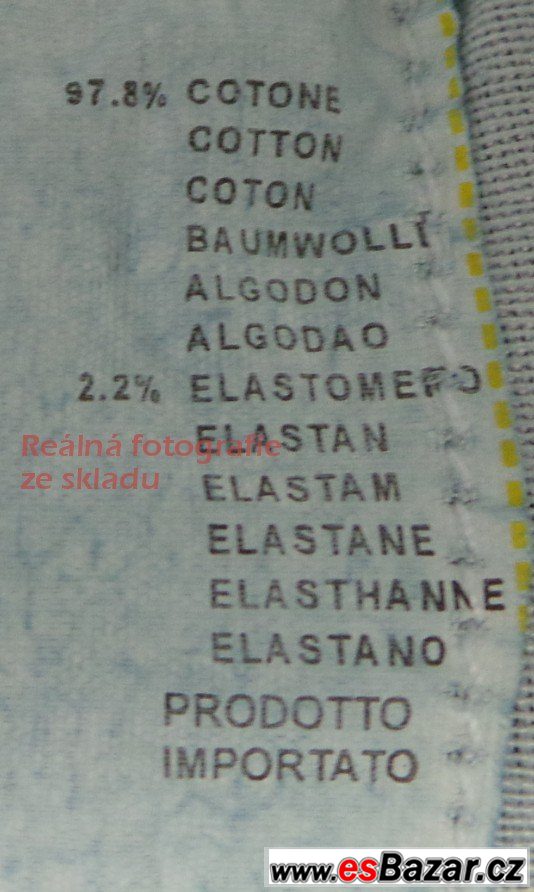 97.8% COTONE
COTTON
COTON
BAUMWOLLE
ALGODON
ALGODAO
2.2% ELASTOMERO
ELASTAN
ELASTAM
ELASTANE
ELASTHANNE
ELASTANO
PRODOTTO
IMPORTATO
Reálná fotografie
ze skladu
www.esBazar.cz